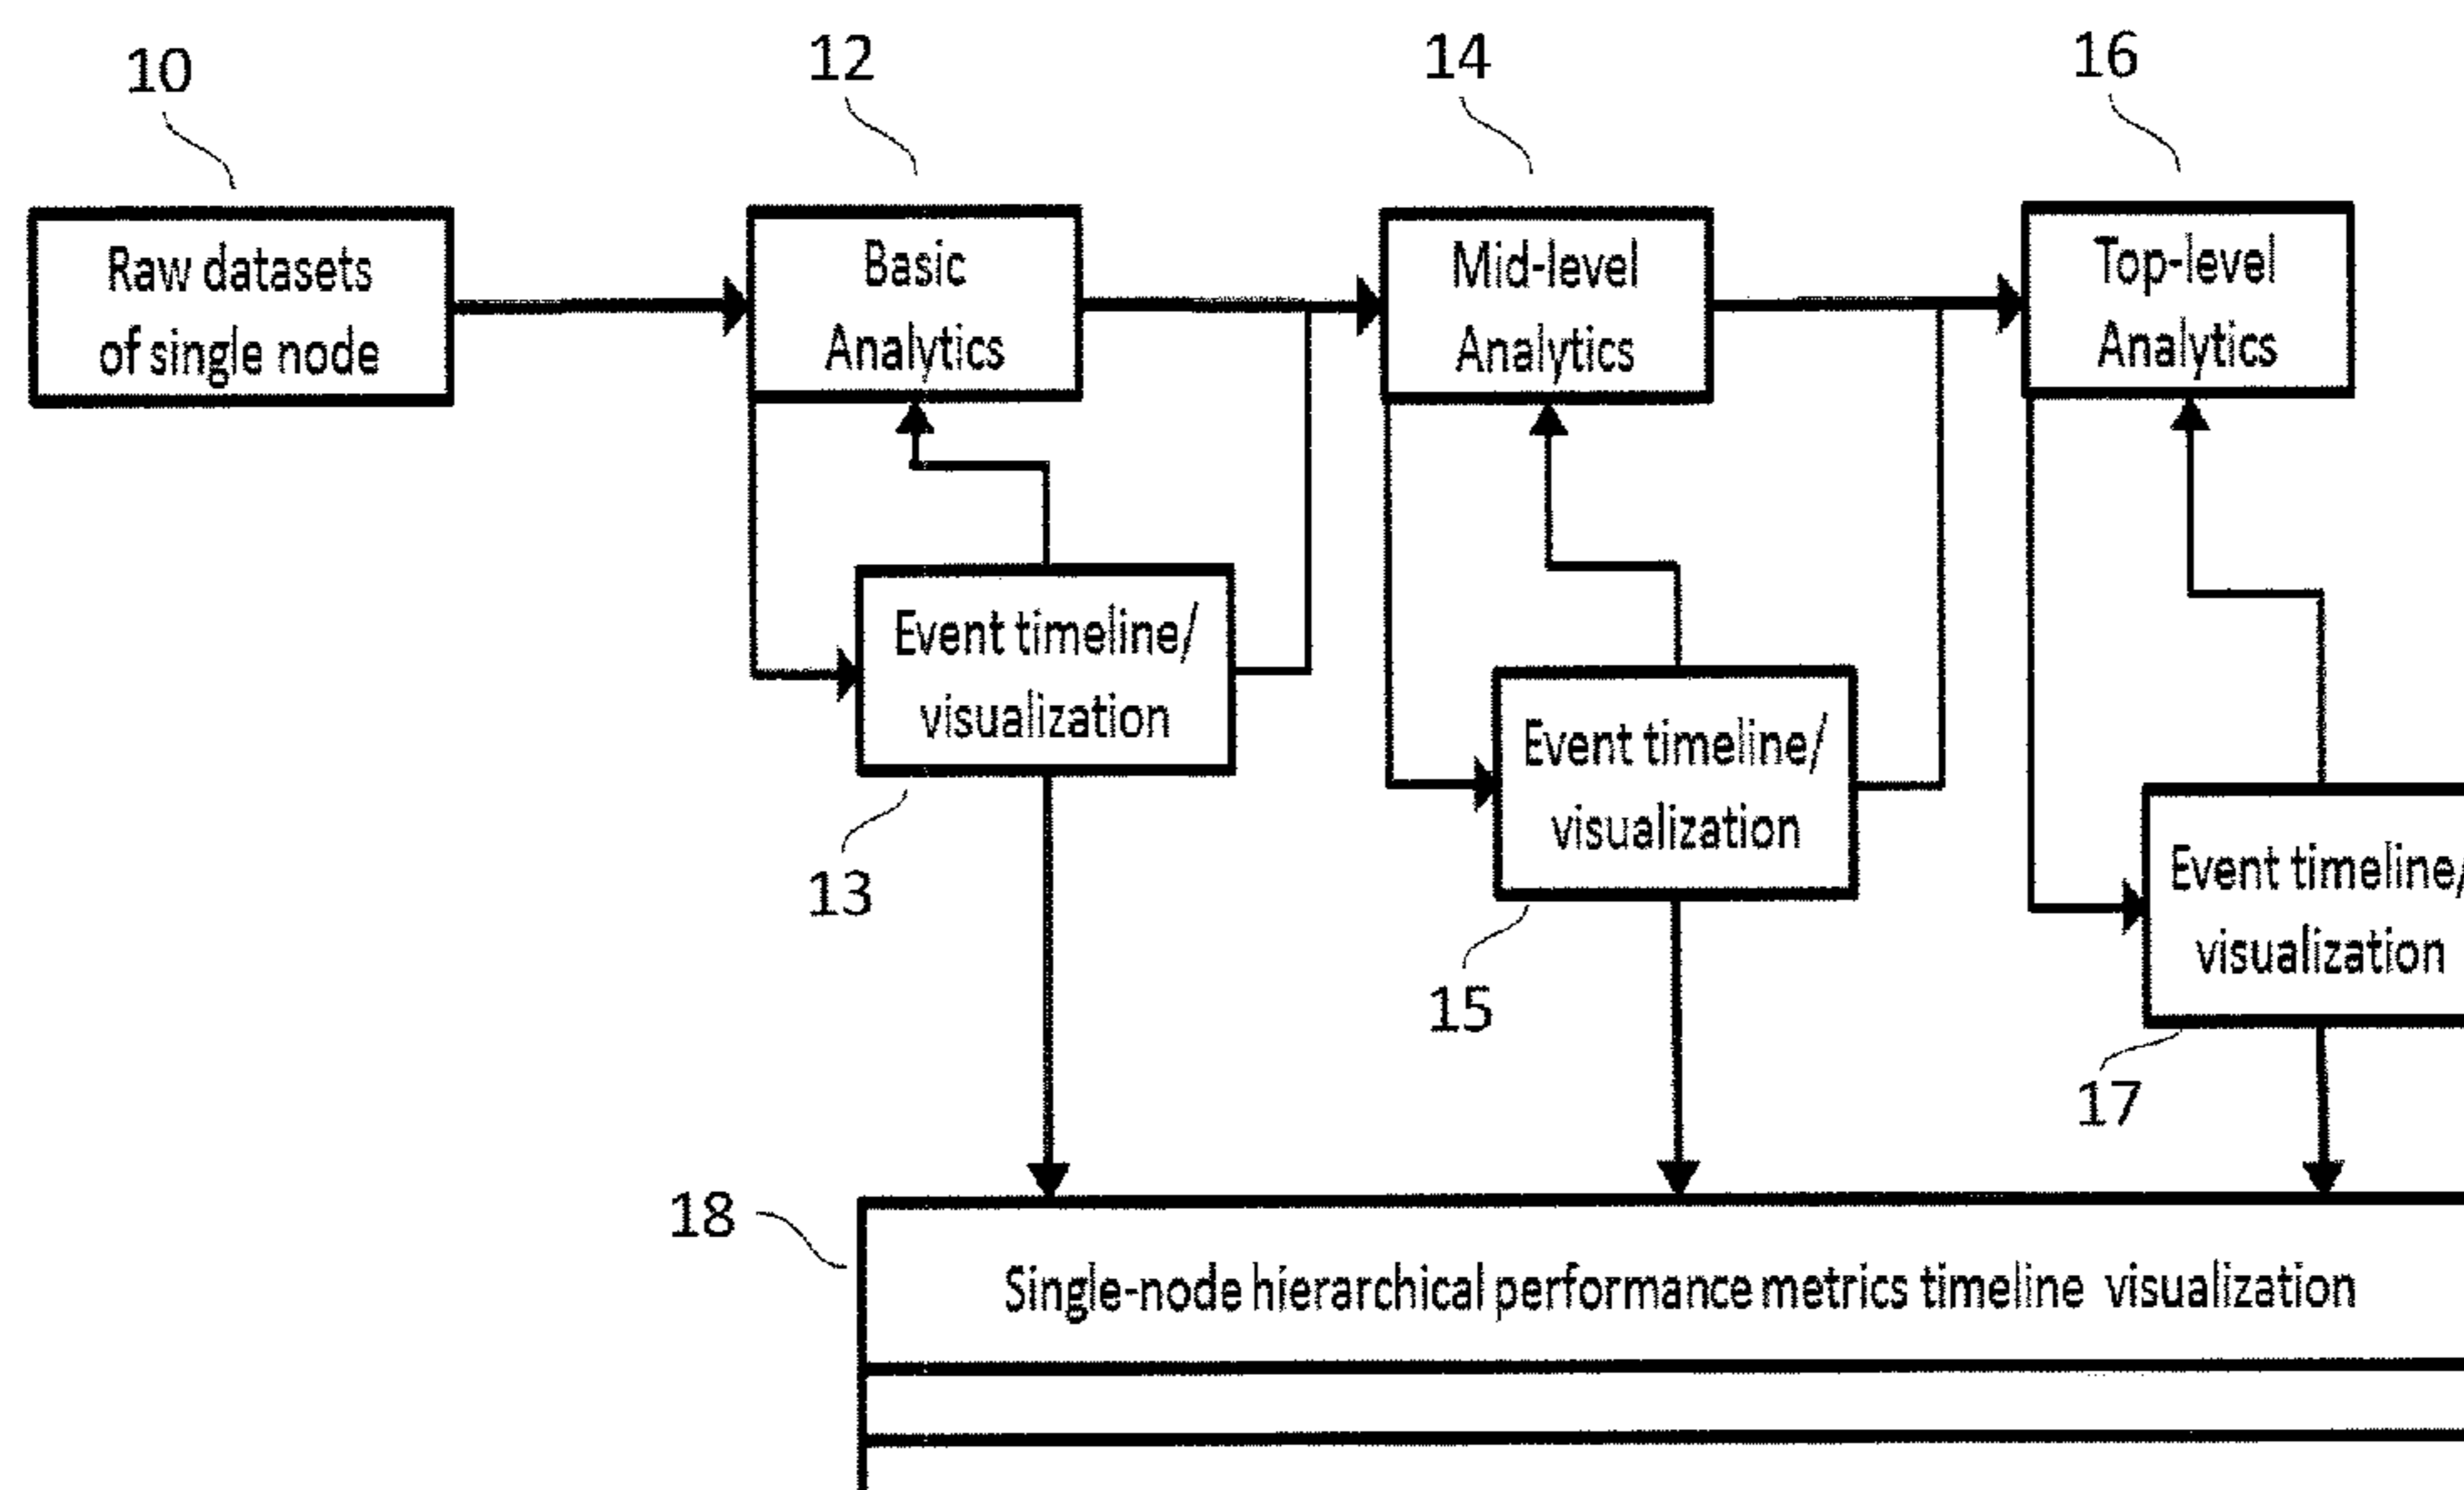 10
12
14
16
Raw datasets
of single node
Basic
Analytics
Mid-level
Analytics
Top-level
Analytics
Event timeline/
visualization
13
Event timeline/
visualization
15
Event timeline/
visualization
17
18
Single-node hierarchical performance metrics timeline visualization